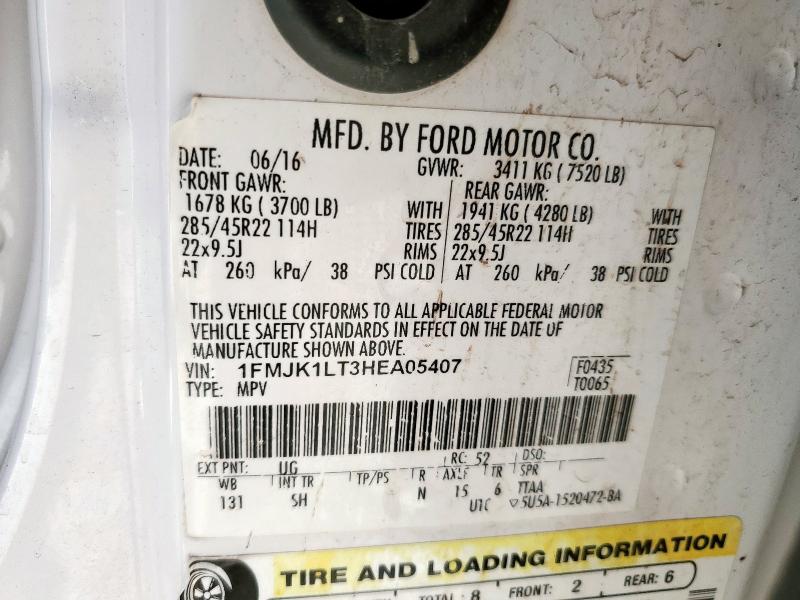 MFD. BY FORD MOTOR CO.
DATE: 06/16 GVWR: 3411 KG ( 7520 LB)
FRONT GAWR: REAR GAWR:
1678 KG ( 3700 LB) WITH 1941 KG ( 4280 LB) WITH
285/45R22 114H TIRES 285/45R22 114H TIRES
22x9.5J RIMS 22x9.5J RIMS
AT 260 kPa/ 38 PSI COLD AT 260 kPa/ 38 PSI COLD
THIS VEHICLE CONFORMS TO ALL APPLICABLE FEDERAL MOTOR
VEHICLE SAFETY STANDARDS IN EFFECT ON THE DATE OF
MANUFACTURE SHOWN ABOVE.
VIN: 1FMJK1LT3HEA05407 F0435
TYPE: MPV T0065
EXT PNT: UG RC: 52 DSO:
WB INT TR TP/PS R AXLE TR SPR
131 SH N 15 6 TTAA
UTC ▽5U5A-1520472-BA
TIRE AND LOADING INFORMATION
TOTAL: 8 FRONT: 2 REAR: 6